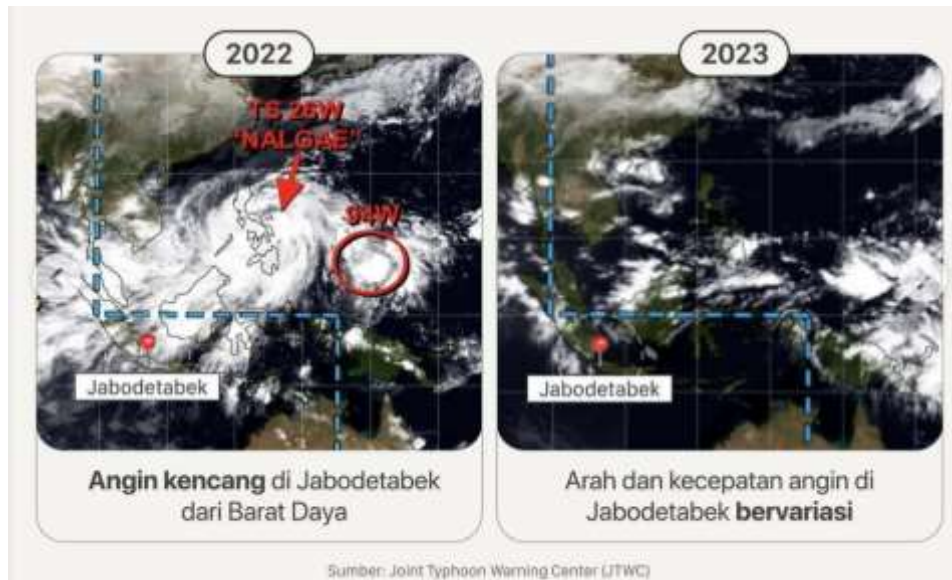 2022
TS 26W
"NALGAE"
94W
Jabodetabek
Angin kencang di Jabodetabek
dari Barat Daya
2023
Jabodetabek
Arah dan kecepatan angin di
Jabodetabek bervariasi
Sumber: Joint Typhoon Warning Center (JTWC)